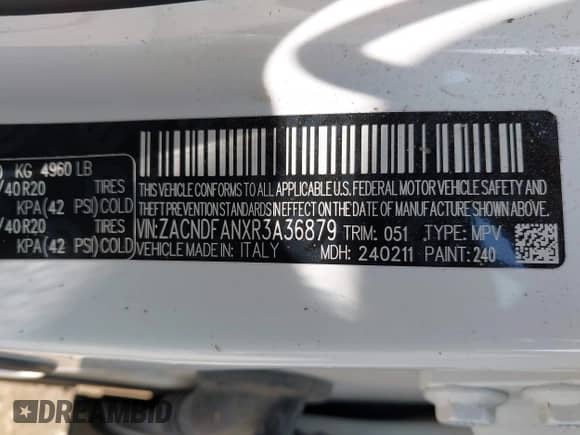 KG 4960 LB
/40R20 TIRES
KPA(42 PSI)COLD
/40R20 TIRES
KPA(42 PSI)COLD
THIS VEHICLE CONFORMS TO ALL APPLICABLE U.S. FEDERAL MOTOR VEHICLE SAFETY AND
THEFT PREVENTION STANDARDS IN EFFECT ON THE DATE OF MANUFACTURE SHOWN ABOVE.
VIN:ZACNDFANXR3A36879 TRIM: 051 TYPE: MPV
VEHICLE MADE IN: ITALY MDH: 240211 PAINT: 240
DREAMBID